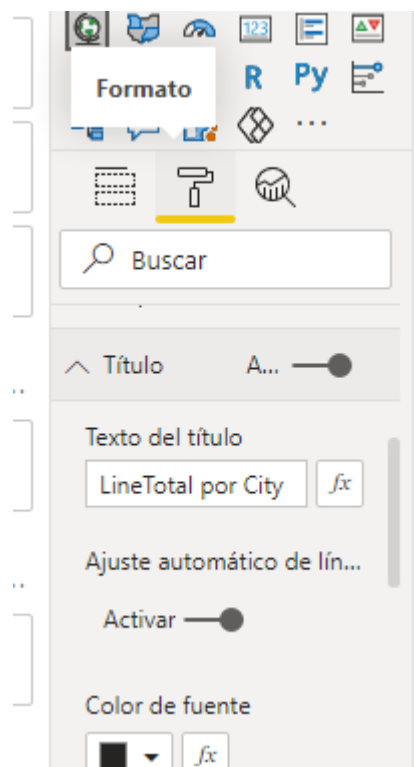 123
R Py
Formato
...
Buscar
Título A...
Texto del título
LineTotal por City fx
Ajuste automático de lín...
Activar
Color de fuente
fx